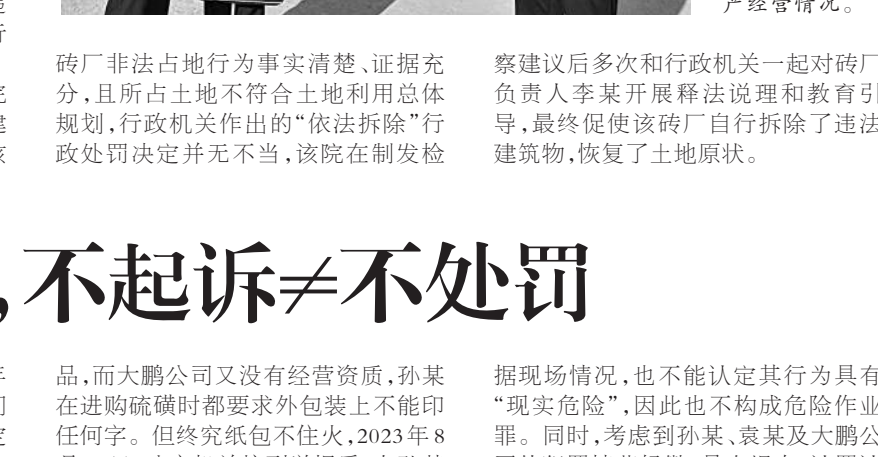 产经营情况。
砖厂非法占地行为事实清楚、证据充
分,且所占土地不符合土地利用总体
规划,行政机关作出的“依法拆除”行
政处罚决定并无不当,该院在制发检
察建议后多次和行政机关一起对砖厂
负责人李某开展释法说理和教育引
导,最终促使该砖厂自行拆除了违法
建筑物,恢复了土地原状。
,不起诉≠不处罚
品,而大鹏公司又没有经营资质,孙某
在进购硫磺时都要求外包装上不能印
任何字。但终究纸包不住火,2023年8
据现场情况,也不能认定其行为具有
“现实危险”,因此也不构成危险作业
罪。同时,考虑到孙某、袁某及大鹏公